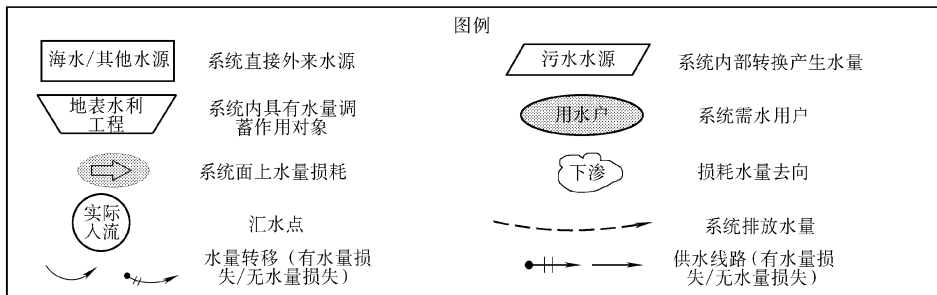 图例
海水/其他水源 系统直接外来水源
污水水源 系统内部转换产生水量
地表水利
工程
系统内具有水量调
蓄作用对象
用水户 系统需水用户
系统面上水量损耗
下渗 损耗水量去向
实际
入流
汇水点
系统排放水量
水量转移(有水量损
失/无水量损失)
供水线路(有水量损
失/无水量损失)